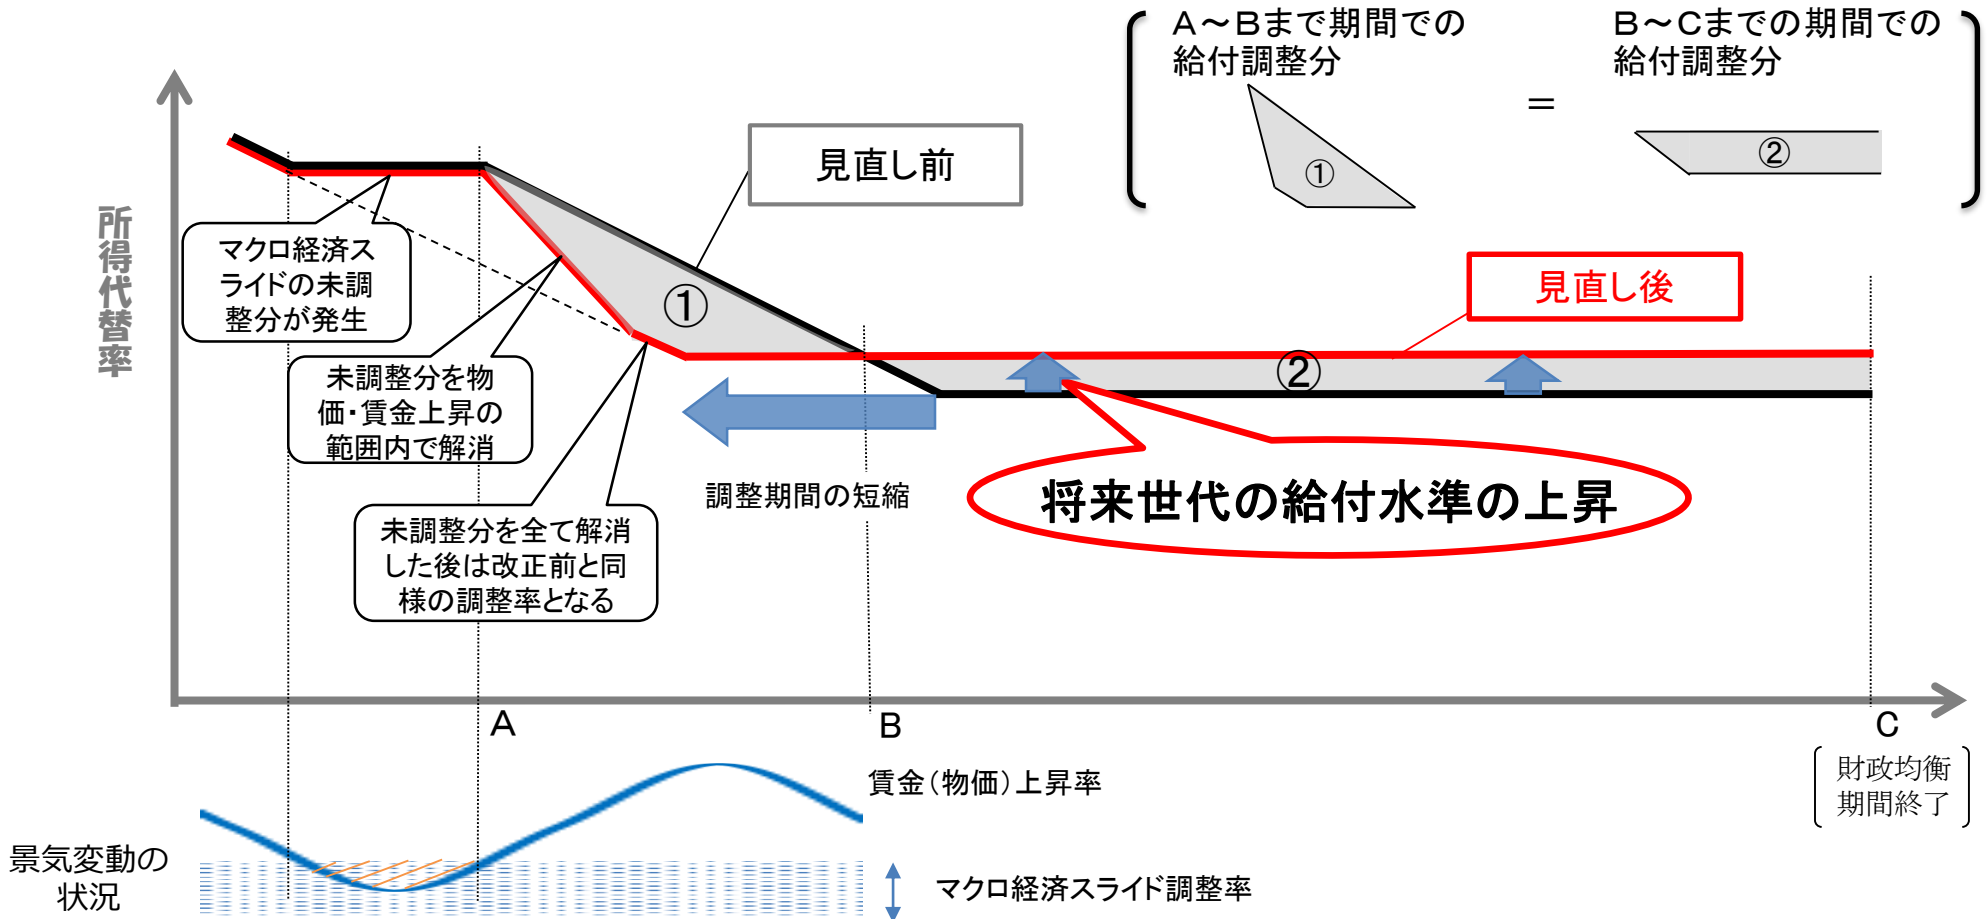 A～Bまで期間での
給付調整分
＝
B～Cまでの期間での
給付調整分
①
②
所得代替率
見直し前
見直し後
マクロ経済ス
ライドの未調
整分が発生
①
②
未調整分を物
価・賃金上昇の
範囲内で解消
調整期間の短縮
将来世代の給付水準の上昇
未調整分を全て解消
した後は改正前と同
様の調整率となる
A
B
C
財政均衡
期間終了
賃金（物価）上昇率
景気変動の
状況
マクロ経済スライド調整率